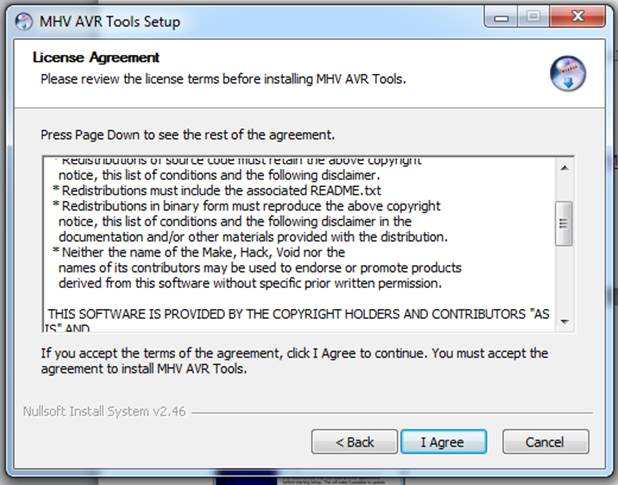 MHV AVR Tools Setup
License Agreement
Please review the license terms before installing MHV AVR Tools.
Press Page Down to see the rest of the agreement.
* Redistributions of source code must retain the above copyright
notice, this list of conditions and the following disclaimer.
* Redistributions must include the associated README.txt
* Redistributions in binary form must reproduce the above copyright
notice, this list of conditions and the following disclaimer in the
documentation and/or other materials provided with the distribution.
* Neither the name of the Make, Hack, Void nor the
names of its contributors may be used to endorse or promote products
derived from this software without specific prior written permission.
THIS SOFTWARE IS PROVIDED BY THE COPYRIGHT HOLDERS AND CONTRIBUTORS "AS
IS" AND
If you accept the terms of the agreement, click I Agree to continue. You must accept the
agreement to install MHV AVR Tools.
Nullsoft Install System v2.46
< Back
I Agree
Cancel